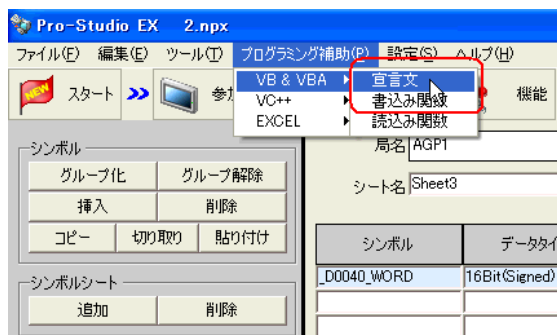 Pro-Studio EX 2.npx
ファイル(F) 編集(E) ツール(T) プログラミング補助(P) 設定(S) ヘルプ(H)
NEW スタート 機能
VB & VBA 宣言文
VC++ 書込み関数
EXCEL 読込み関数
シンボル
グループ化 グループ解除
挿入 削除
コピー 切り取り 貼り付け
シンボルシート
追加 削除
局名 AGP1
シート名 Sheet3
シンボル データタイ
_D0040_WORD 16Bit(Signed)